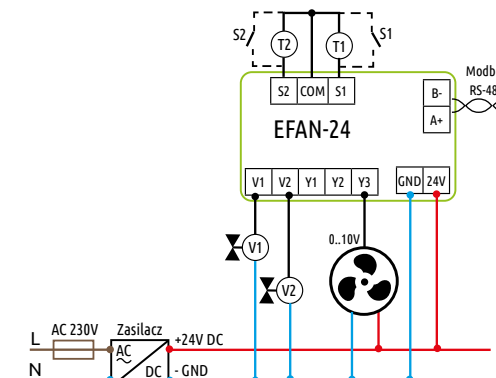 S2 T2 T1 S1
S2 COM S1
Modb
B- RS-48
A+
EFAN-24
V1 V2 Y1 Y2 Y3 GND 24V
0..10V
V1
V2
AC 230V Zasilacz
L +24V DC
AC
N DC - GND